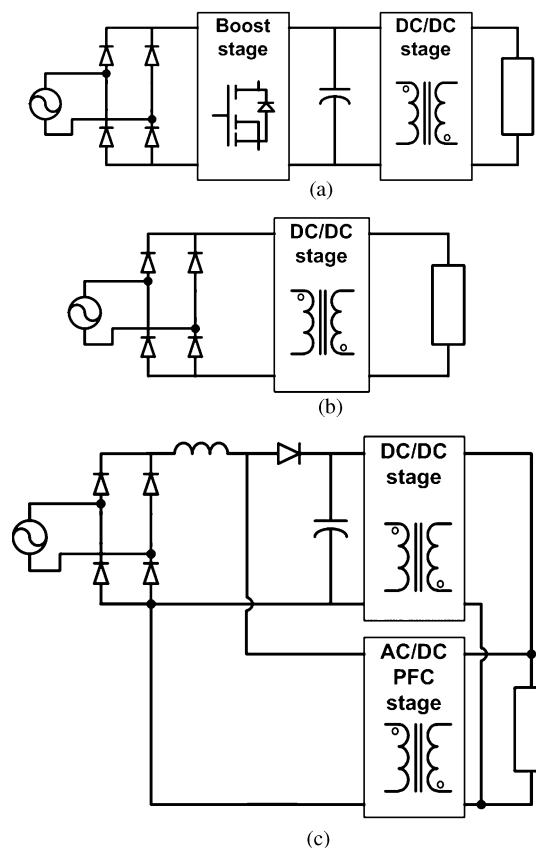 Boost
stage
DC/DC
stage
(a)
DC/DC
stage
(b)
DC/DC
stage
AC/DC
PFC
stage
(c)